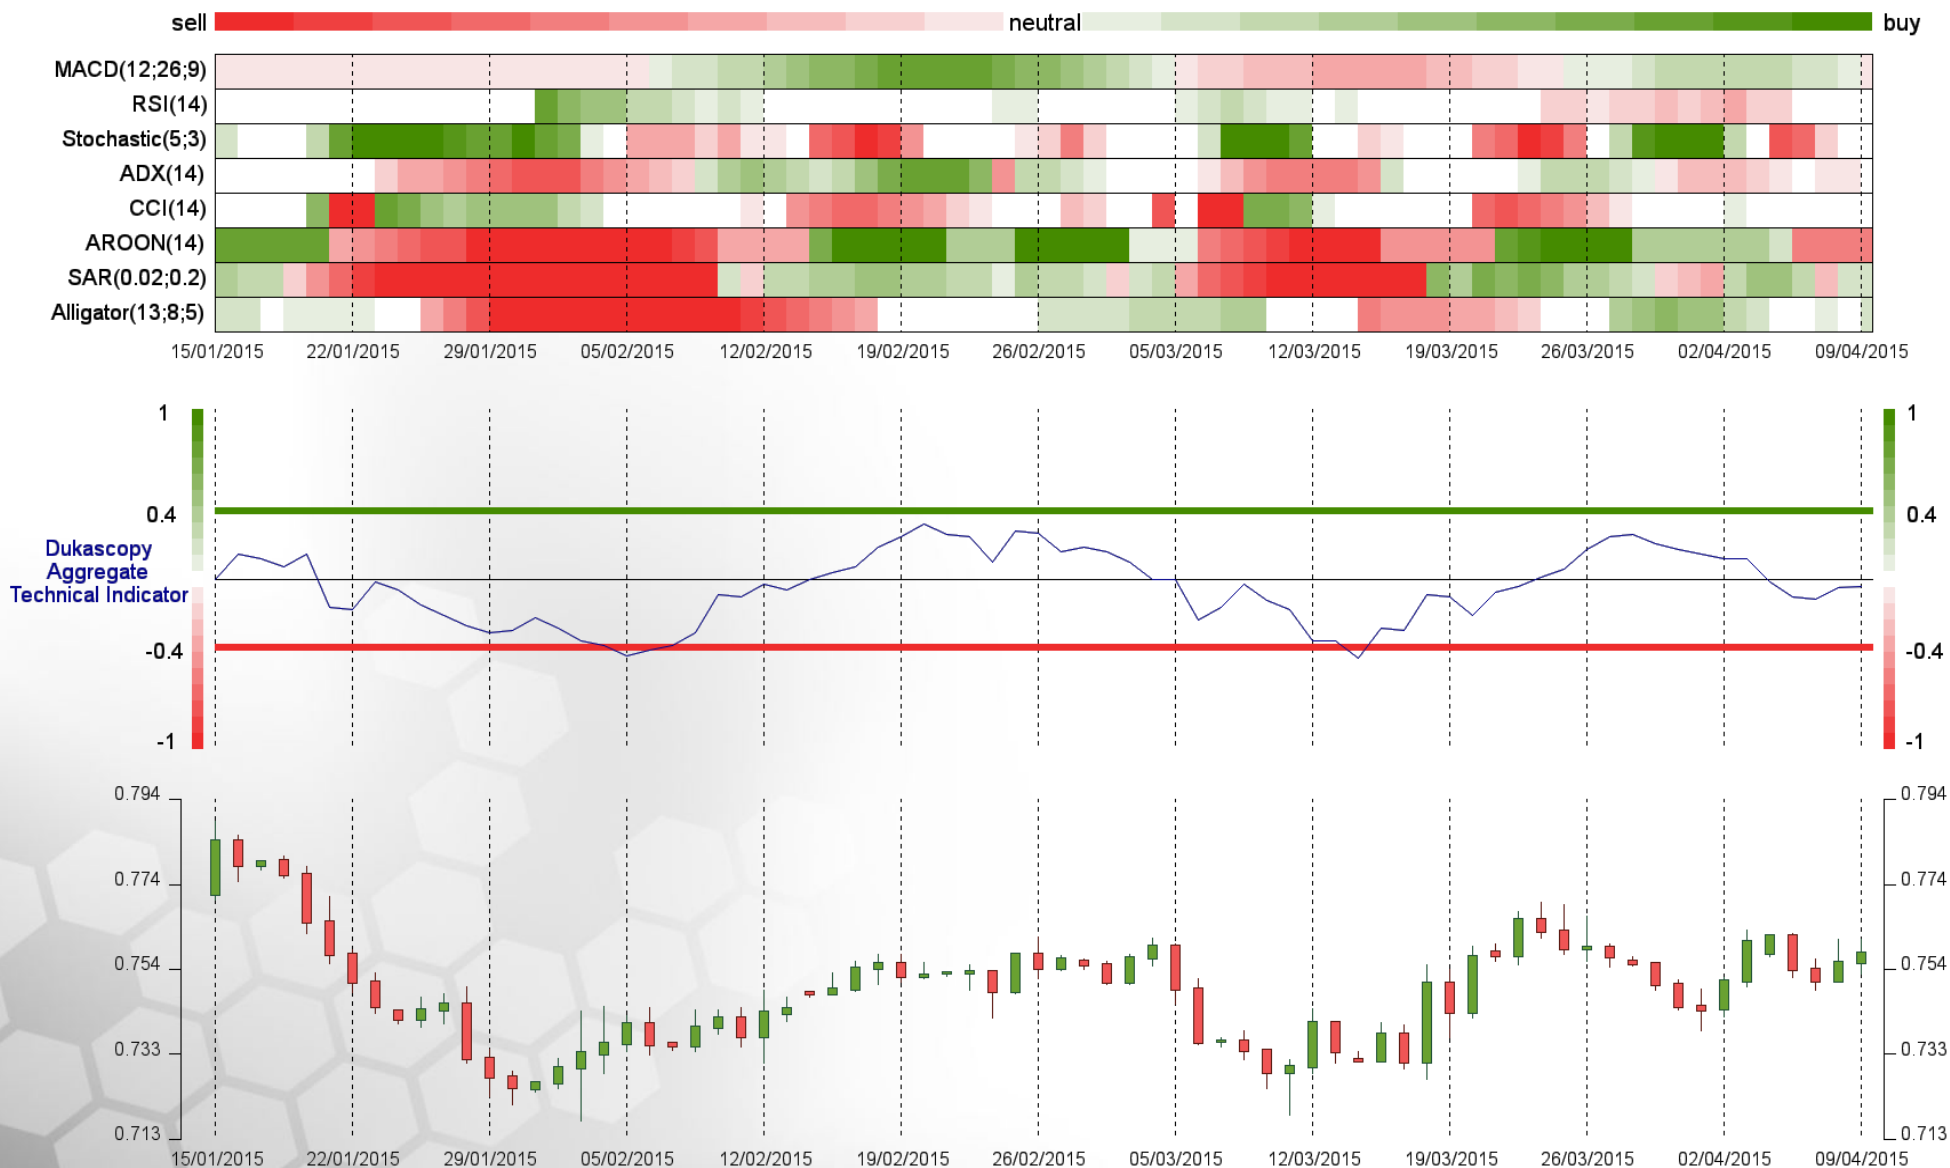 sell neutral buy
MACD(12;26;9)
RSI(14)
Stochastic(5;3)
ADX(14)
CCI(14)
AROON(14)
SAR(0.02;0.2)
Alligator(13;8;5)
15/01/2015 22/01/2015 29/01/2015 05/02/2015 12/02/2015 19/02/2015 26/02/2015 05/03/2015 12/03/2015 19/03/2015 26/03/2015 02/04/2015 09/04/2015
1 1
0.4 0.4
Dukascopy
Aggregate
Technical Indicator
-0.4 -0.4
-1 -1
0.794 0.794
0.774 0.774
0.754 0.754
0.733 0.733
0.713 0.713
15/01/2015 22/01/2015 29/01/2015 05/02/2015 12/02/2015 19/02/2015 26/02/2015 05/03/2015 12/03/2015 19/03/2015 26/03/2015 02/04/2015 09/04/2015